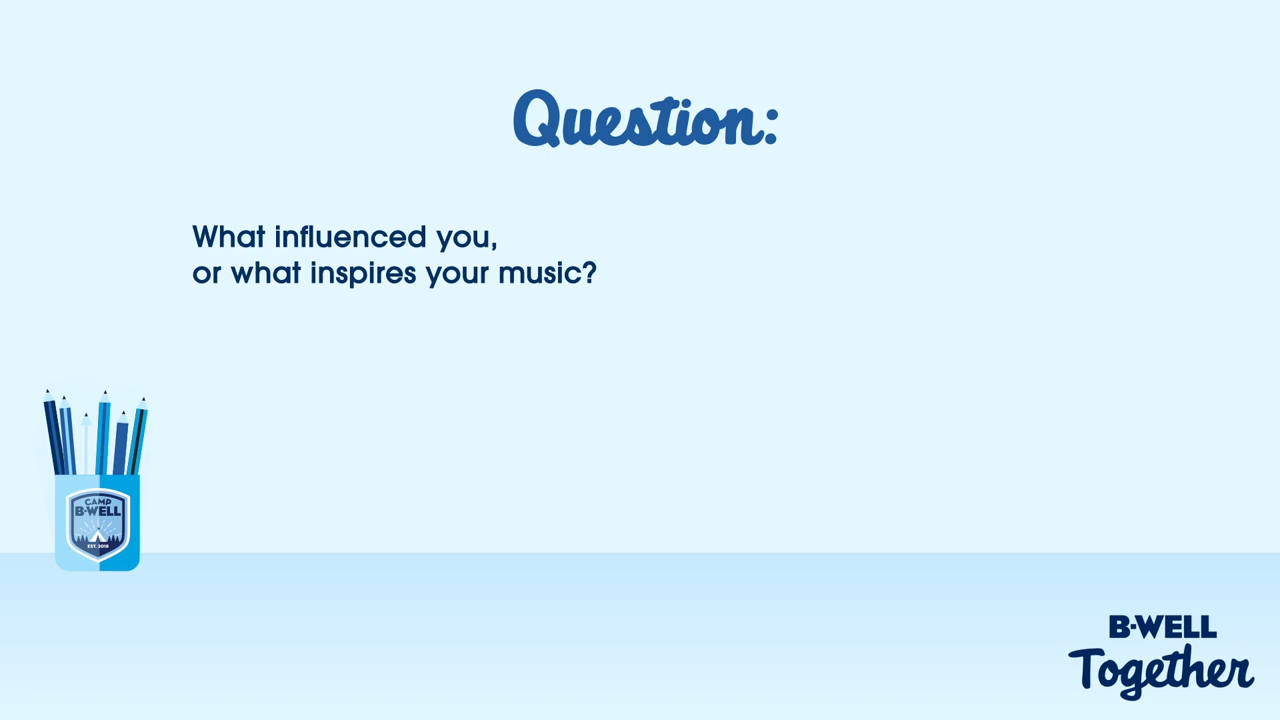 Question:
What influenced you,
or what inspires your music?
CAMP
B·WELL
EST. 2018
B·WELL
Together